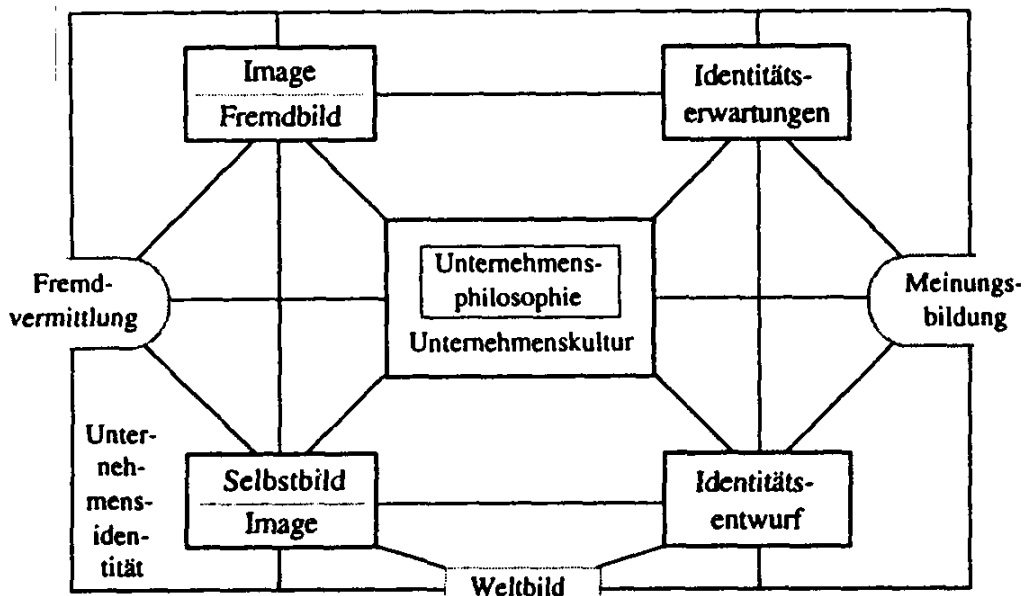 Image
Fremdbild
Identitäts-
erwartungen
Fremd-
vermittlung
Unternehmens-
philosophie
Unternehmenskultur
Meinungs-
bildung
Unter-
neh-
mens-
iden-
tität
Selbstbild
Image
Identitäts-
entwurf
Weltbild